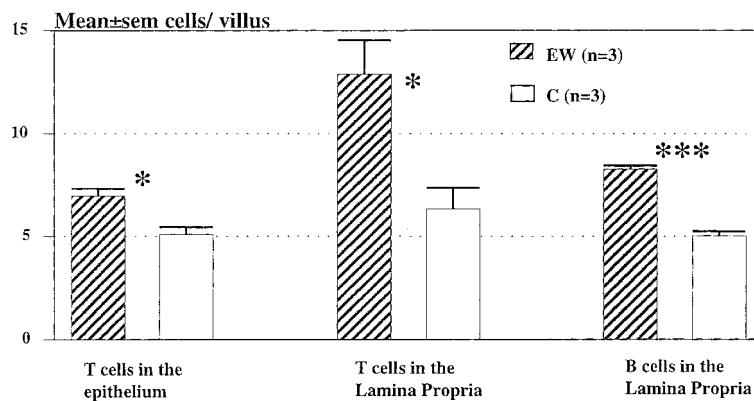 Mean±sem cells/ villus
15
10
5
0
EW (n=3)
C (n=3)
*
*
***
T cells in the
epithelium
T cells in the
Lamina Propria
B cells in the
Lamina Propria